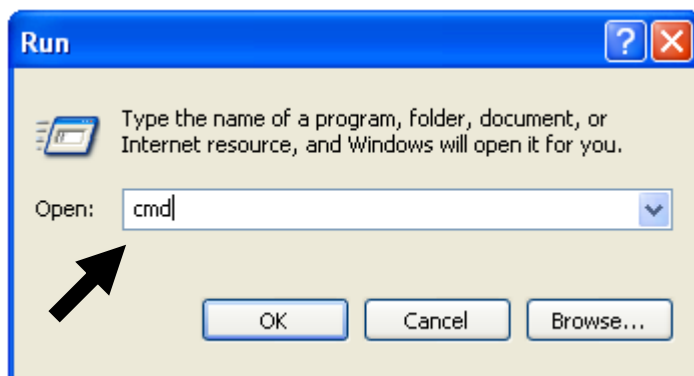 Run
?
Type the name of a program, folder, document, or
Internet resource, and Windows will open it for you.
Open: cmd
OK Cancel Browse...